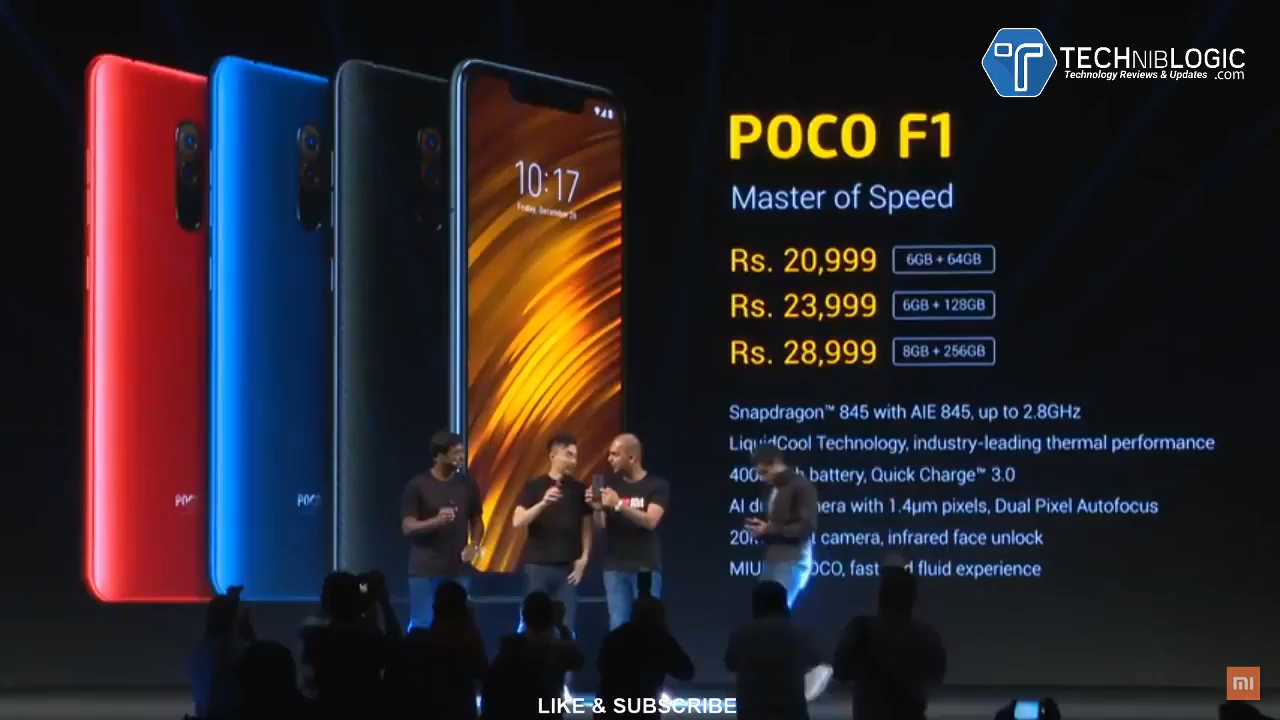 TECHNIBLOGIC
Technology Reviews & Updates .com
POCO F1
Master of Speed
Rs. 20,999 6GB + 64GB
Rs. 23,999 6GB + 128GB
Rs. 28,999 8GB + 256GB
10:17
Friday, December
Snapdragon™ 845 with AIE 845, up to 2.8GHz
LiquidCool Technology, industry-leading thermal performance
battery, Quick Charge™ 3.0
AI with 1.4µm pixels, Dual Pixel Autofocus
camera, infrared face unlock
fluid experience
MI
LIKE & SUBSCRIBE